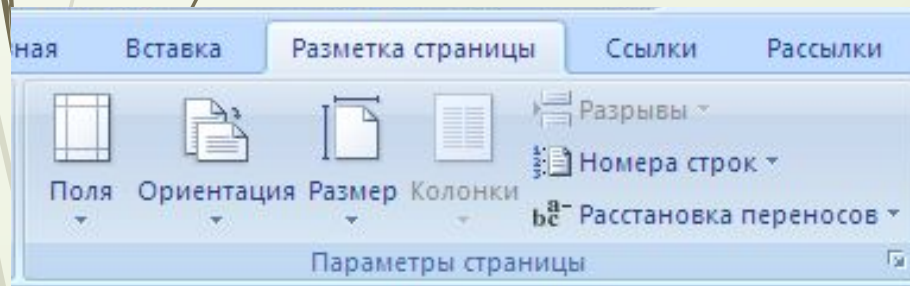 ная Вставка Разметка страницы Ссылки Рассылки
Разрывы
Номера строк
Поля Ориентация Размер Колонки
Расстановка переносов
Параметры страницы